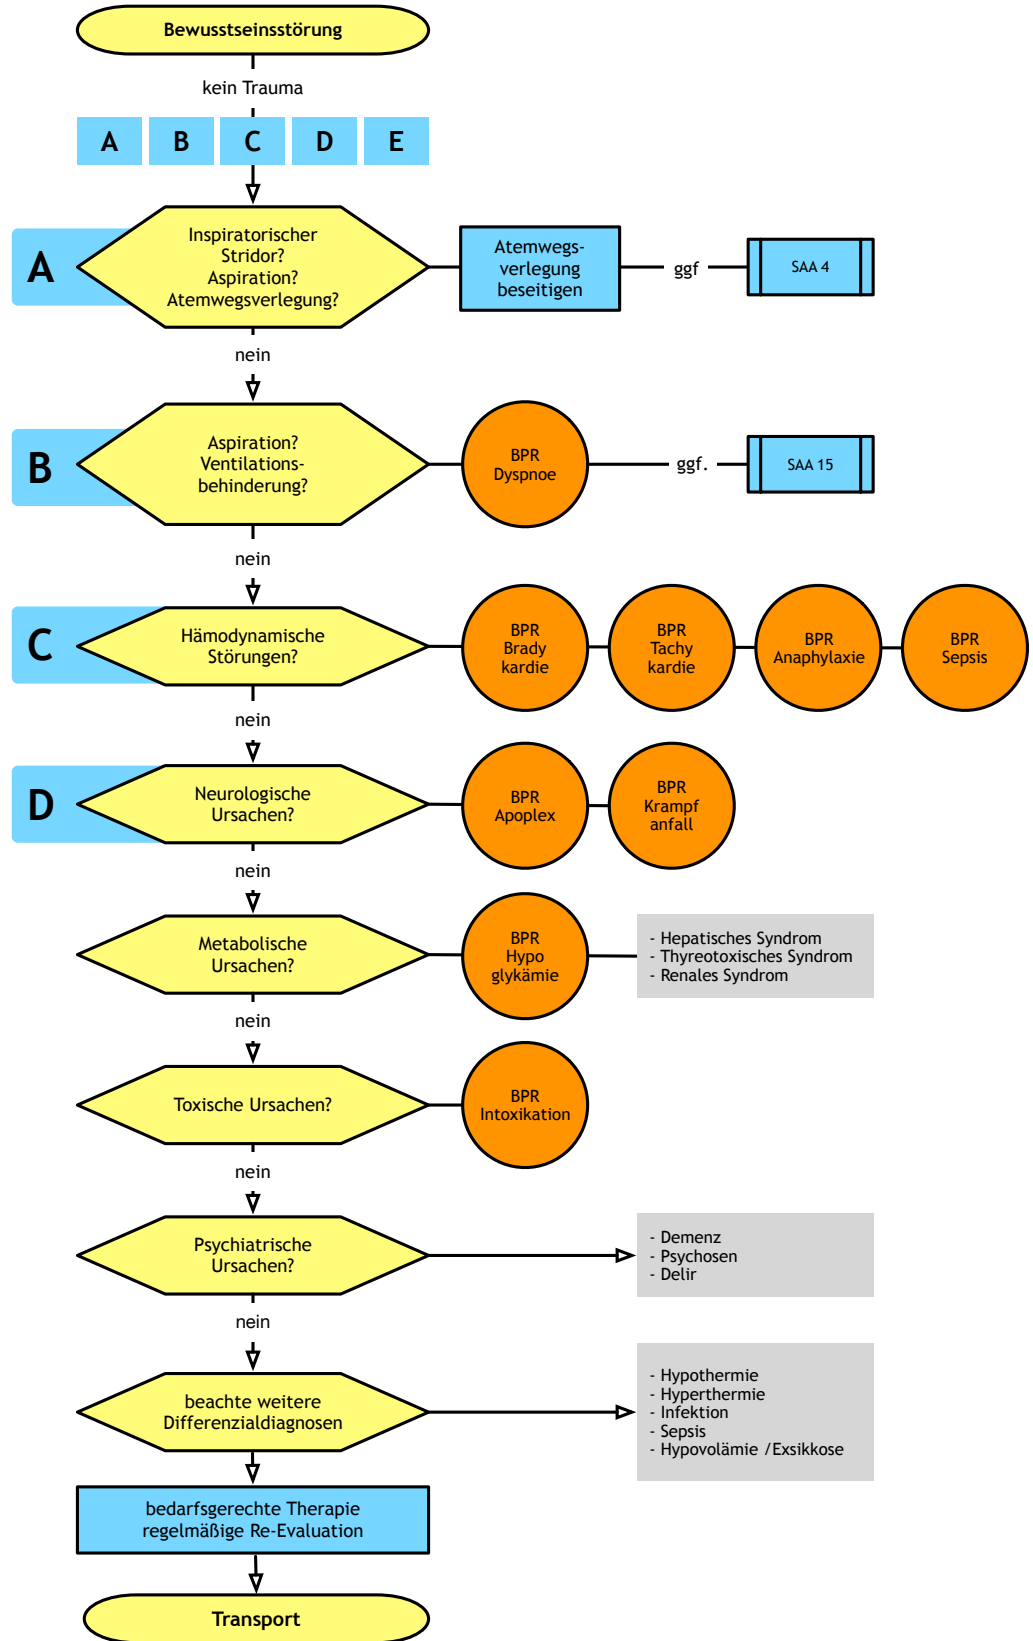 Bewusstseinsstörung
kein Trauma
A B C D E
A
Inspiratorischer
Stridor?
Aspiration?
Atemwegsverlegung?
Atemwegs-
verlegung
beseitigen
ggf
SAA 4
nein
B
Aspiration?
Ventilations-
behinderung?
BPR
Dyspnoe
ggf.
SAA 15
nein
C
Hämodynamische
Störungen?
BPR
Brady
kardie
BPR
Tachy
kardie
BPR
Anaphylaxie
BPR
Sepsis
nein
D
Neurologische
Ursachen?
BPR
Apoplex
BPR
Krampf
anfall
nein
Metabolische
Ursachen?
BPR
Hypo
glykämie
- Hepatisches Syndrom
- Thyreotoxisches Syndrom
- Renales Syndrom
nein
Toxische Ursachen?
BPR
Intoxikation
nein
Psychiatrische
Ursachen?
- Demenz
- Psychosen
- Delir
nein
beachte weitere
Differenzialdiagnosen
- Hypothermie
- Hyperthermie
- Infektion
- Sepsis
- Hypovolämie /Exsikkose
bedarfsgerechte Therapie
regelmäßige Re-Evaluation
Transport